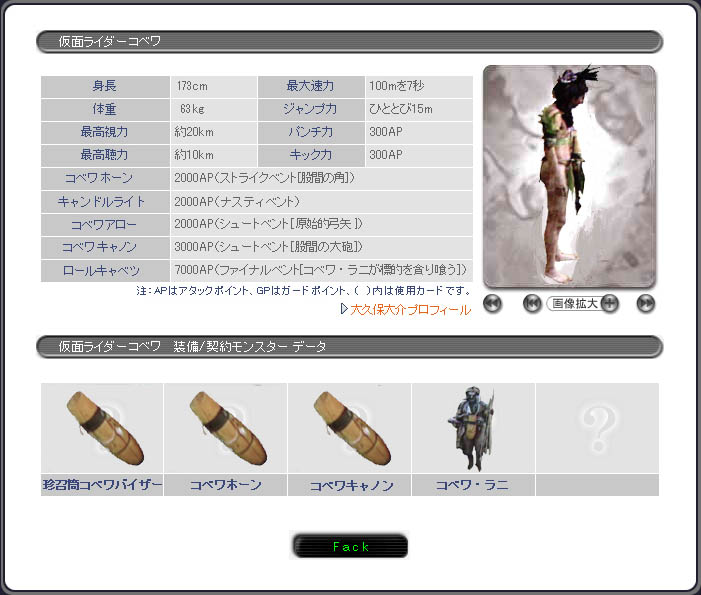 仮面ライダーコベワ
身長 173cm 最大速力 100mを7秒
体重 63kg ジャンプ力 ひととび15m
最高視力 約20km パンチ力 300AP
最高聴力 約10km キック力 300AP
コベワホーン 2000AP(ストライクベント[股間の角])
キャンドルライト 2000AP(ナスティベント)
コベワアロー 2000AP(シュートベント[原始的弓矢])
コベワキャノン 3000AP(シュートベント[股間の大砲])
ロールキャベツ 7000AP(ファイナルベント[コベワ・ラニが標的を貪り喰う])
注：APはアタックポイント、GPはガードポイント、( )内は使用カードです。
大久保大介プロフィール
画像拡大
仮面ライダーコベワ 装備/契約モンスター データ
珍召筒コベワバイザー コベワホーン コベワキャノン コベワ・ラニ
Fack